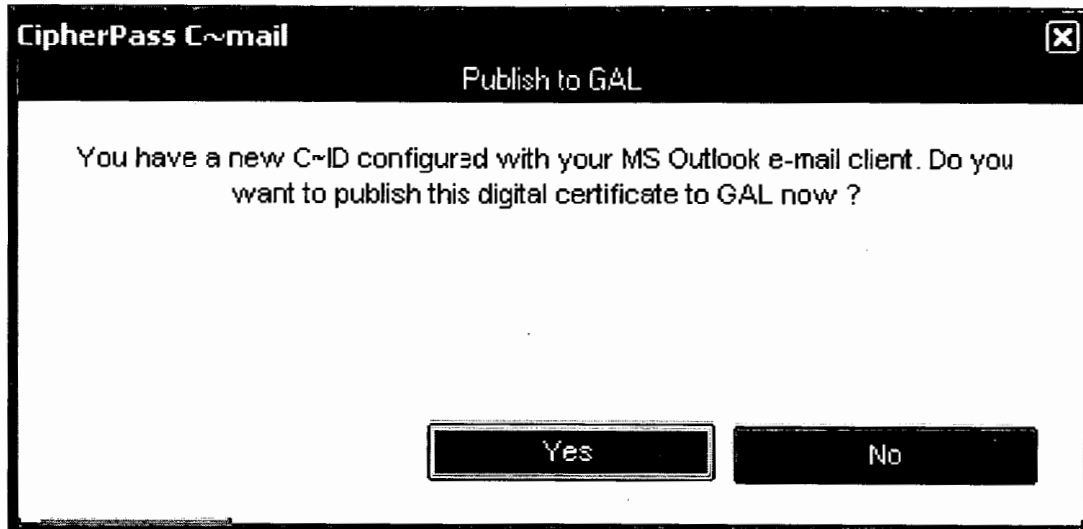 CipherPass C~mail
Publish to GAL
You have a new C~ID configured with your MS Outlook e-mail client. Do you
want to publish this digital certificate to GAL now ?
Yes
No